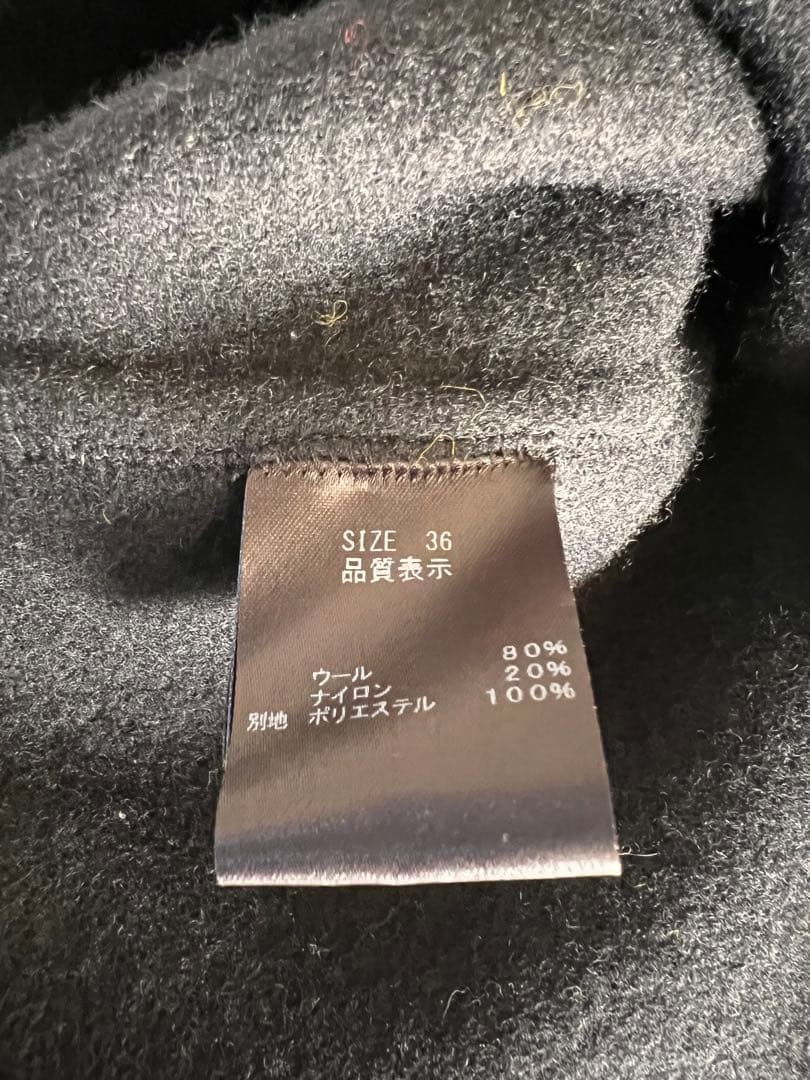 SIZE 36
品質表示
ウール 80%
ナイロン 20%
別地 ポリエステル 100%